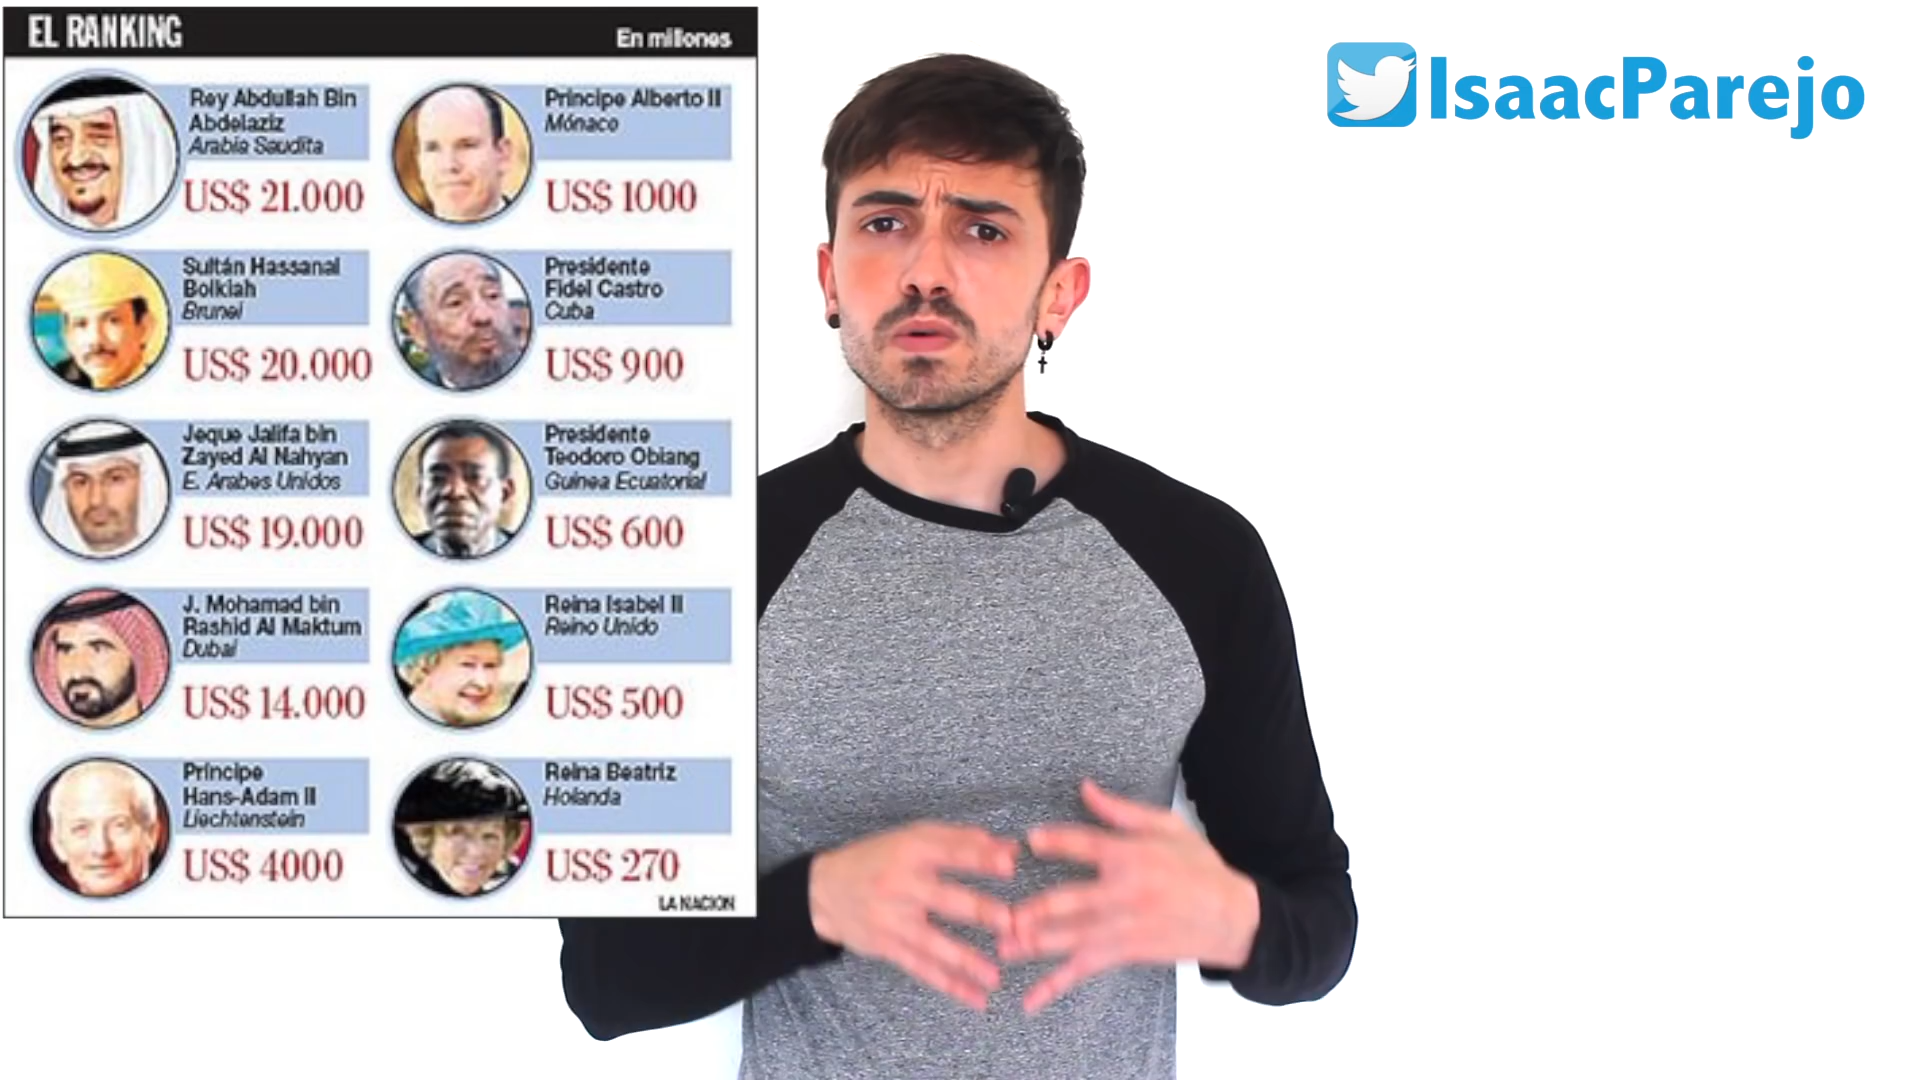 EL RANKING
En millones
Rey Abdullah Bin
Abdelaziz
Arabia Saudita
US$ 21.000
Sultán Hassanal
Bolkiah
Brunei
US$ 20.000
Jeque Jalifa bin
Zayed Al Nahyan
E. Arabes Unidos
US$ 19.000
J. Mohamad bin
Rashid Al Maktum
Dubai
US$ 14.000
Príncipe
Hans-Adam II
Liechtenstein
US$ 4000
Príncipe Alberto II
Mónaco
US$ 1000
Presidente
Fidel Castro
Cuba
US$ 900
Presidente
Teodoro Obiang
Guinea Ecuatorial
US$ 600
Reina Isabel II
Reino Unido
US$ 500
Reina Beatriz
Holanda
US$ 270
LA NACION
IsaacParejo